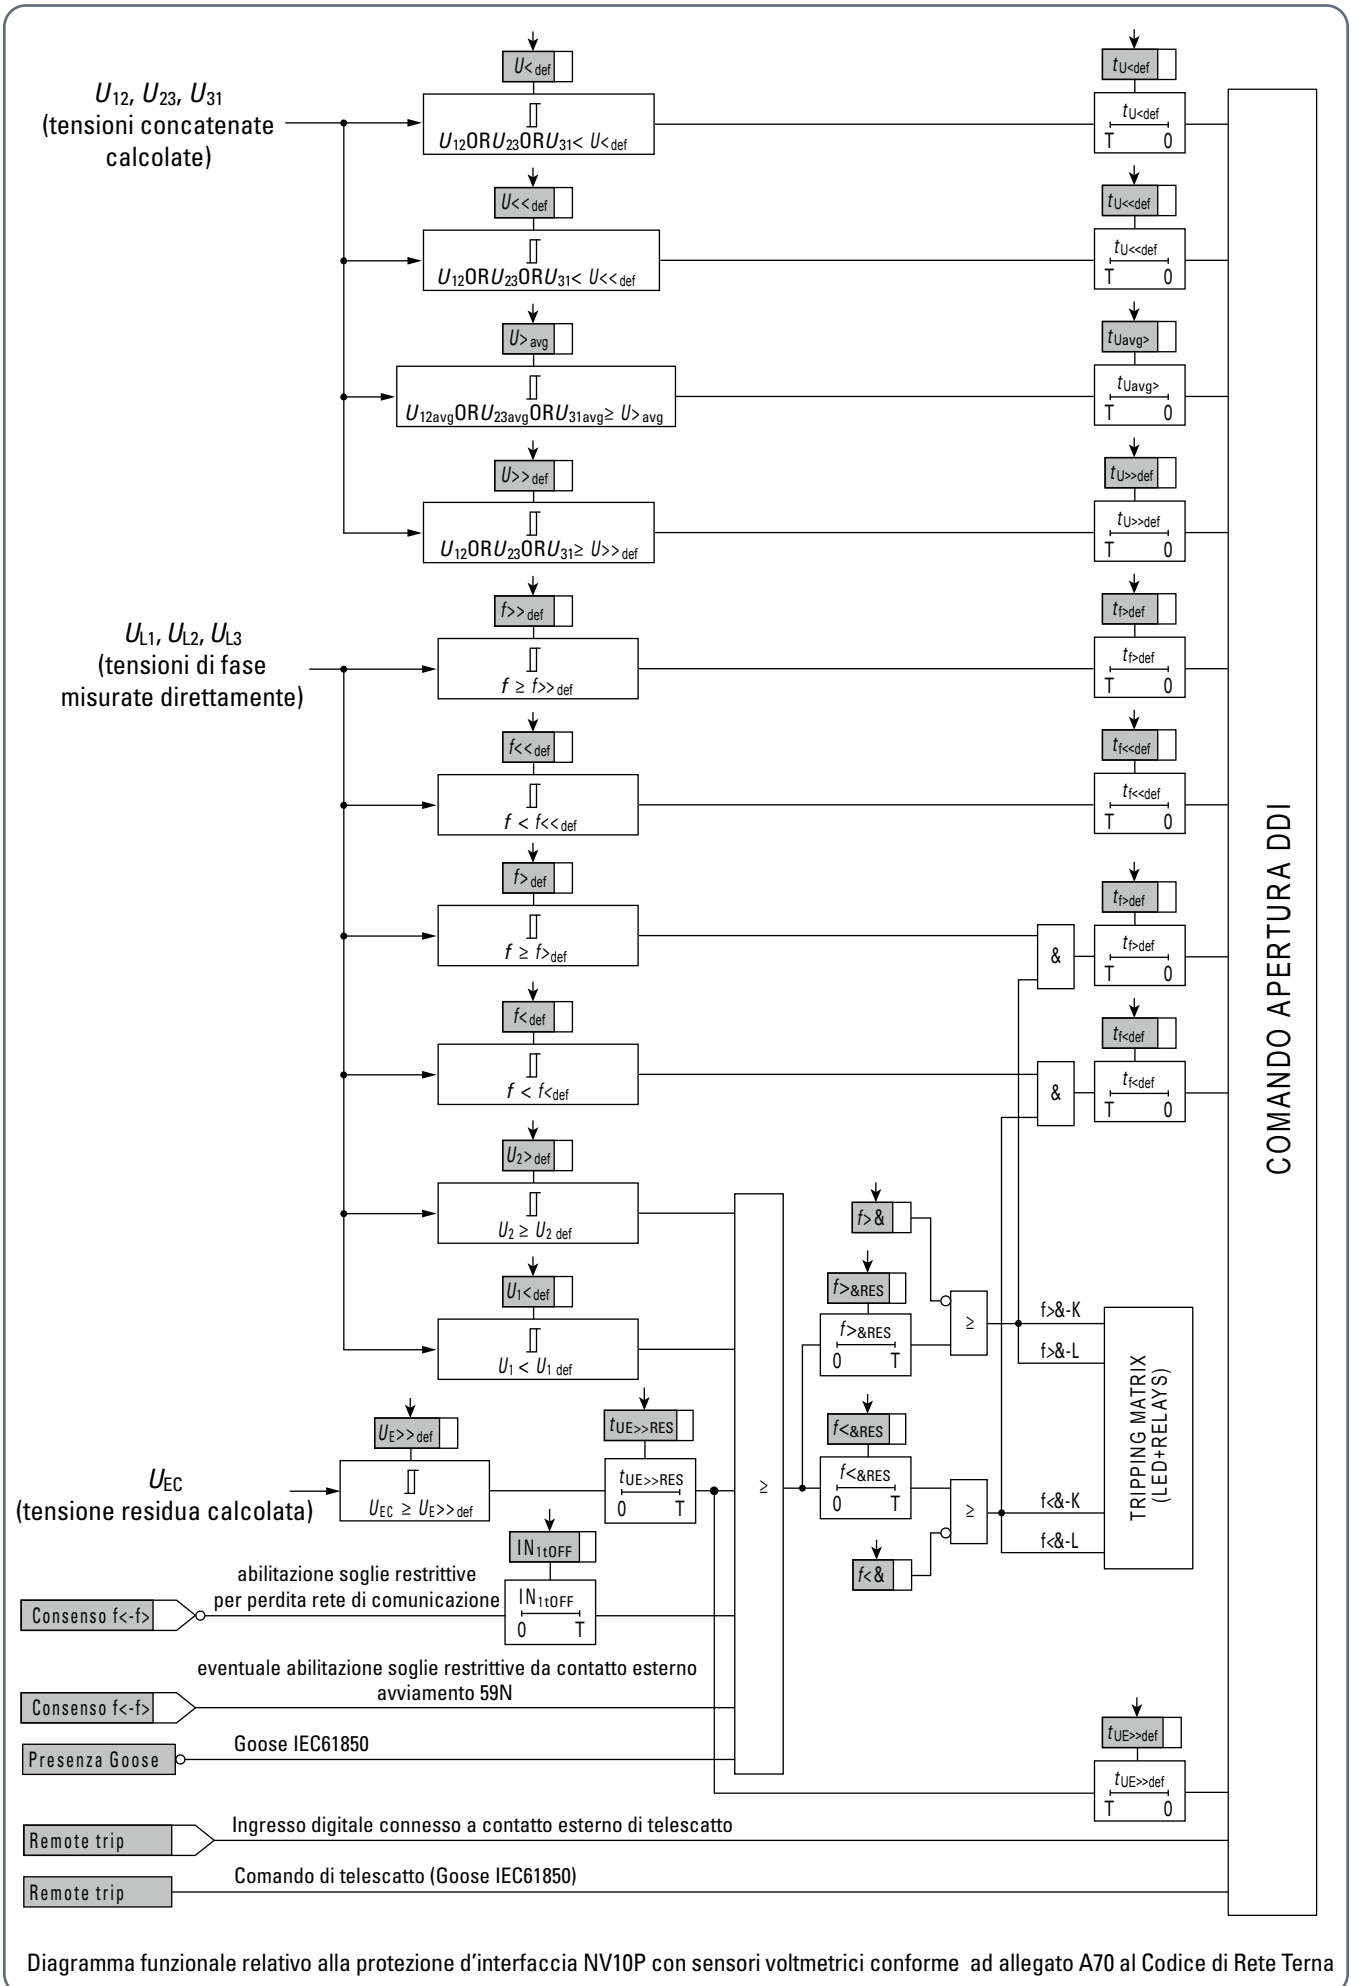 U<def
tU<def
U12, U23, U31
(tensioni concatenate
calcolate)
U12ORU23ORU31< U<def
tU<def
T 0
U<<def
tU<<def
U12ORU23ORU31< U<<def
tU<<def
T 0
U>avg
tUavg>
U12avgORU23avgORU31avg≥ U>avg
tUavg>
T 0
U>>def
tU>>def
U12ORU23ORU31≥ U>>def
tU>>def
T 0
f>>def
tf>def
UL1, UL2, UL3
(tensioni di fase
misurate direttamente)
f ≥ f>>def
tf>def
T 0
f<<def
tf<<def
f < f<<def
tf<<def
T 0
f>def
tf>def
f ≥ f>def
&
tf>def
T 0
f<def
tf<def
f < f<def
&
tf<def
T 0
COMANDO APERTURA DDI
U2>def
U2 ≥ U2 def
f>&
U1<def
U1 < U1 def
f>&RES
f>&RES
0 T
≥
f>&-K
f>&-L
TRIPPING MATRIX
(LED+RELAYS)
UE>>def
tUE>>RES
f<&RES
UEC
(tensione residua calcolata)
UEC ≥ UE>>def
tUE>>RES
0 T
≥
f<&RES
0 T
≥
f<&-K
f<&-L
f<&
IN1tOFF
abilitazione soglie restrittive
per perdita rete di comunicazione
Consenso f<-f>
IN1tOFF
0 T
eventuale abilitazione soglie restrittive da contatto esterno
avviamento 59N
Consenso f<-f>
Goose IEC61850
Presenza Goose
tUE>>def
tUE>>def
T 0
Ingresso digitale connesso a contatto esterno di telescatto
Remote trip
Comando di telescatto (Goose IEC61850)
Remote trip
Diagramma funzionale relativo alla protezione d'interfaccia NV10P con sensori voltmetrici conforme ad allegato A70 al Codice di Rete Terna